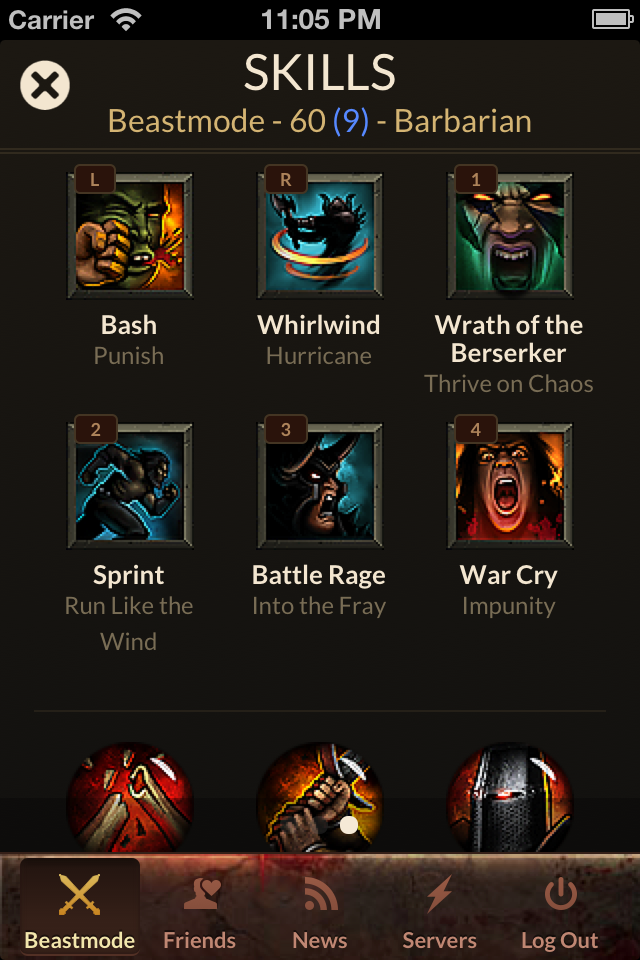 Carrier 11:05 PM
SKILLS
Beastmode - 60 (9) - Barbarian
L R 1
Bash Whirlwind Wrath of the
Berserker
Punish Hurricane Thrive on Chaos
2 3 4
Sprint Battle Rage War Cry
Run Like the Into the Fray Impunity
Wind
Beastmode Friends News Servers Log Out